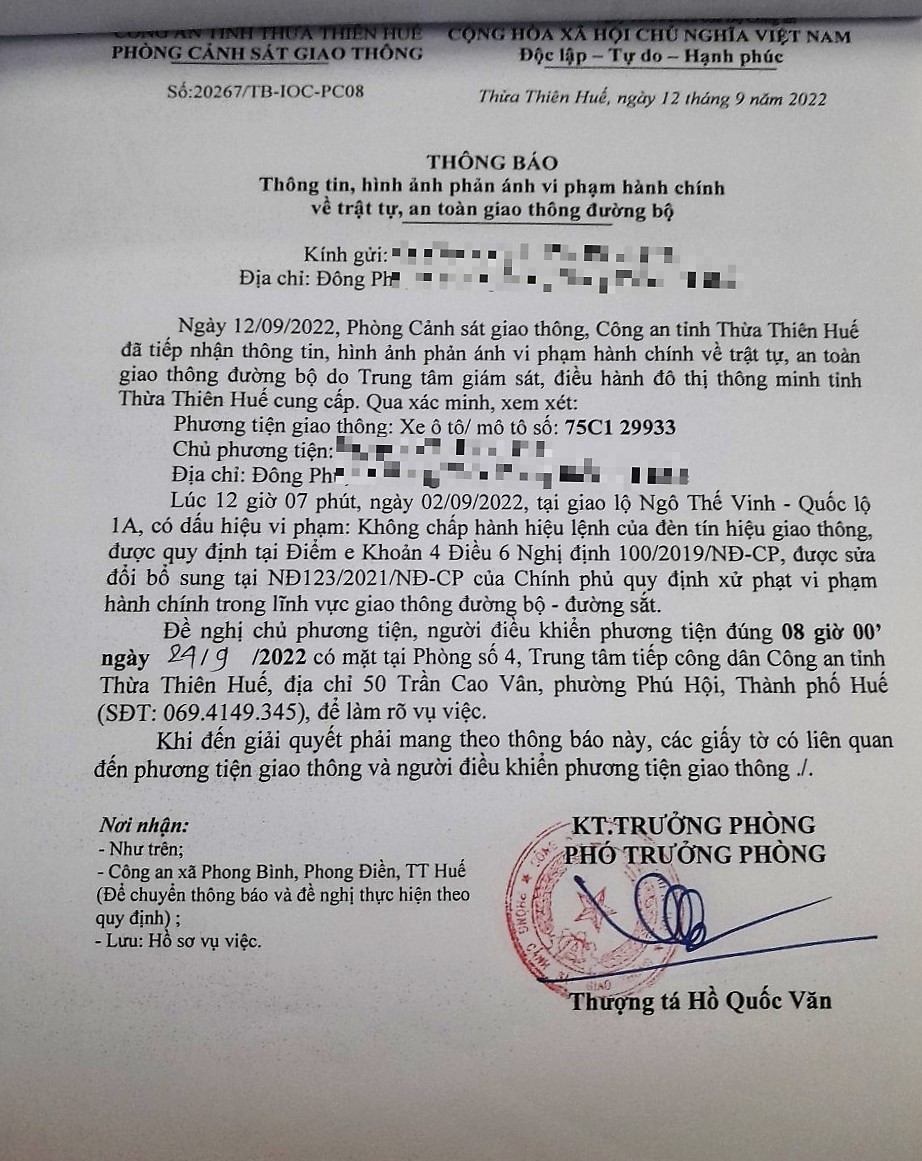 CÔNG AN TỈNH THỪA THIÊN HUẾ
PHÒNG CẢNH SÁT GIAO THÔNG
CỘNG HÒA XÃ HỘI CHỦ NGHĨA VIỆT NAM
Độc lập – Tự do – Hạnh phúc
Số:20267/TB-IOC-PC08
Thừa Thiên Huế, ngày 12 tháng 9 năm 2022
THÔNG BÁO
Thông tin, hình ảnh phản ánh vi phạm hành chính
về trật tự, an toàn giao thông đường bộ
Kính gửi:
Địa chỉ: Đông
Ngày 12/09/2022, Phòng Cảnh sát giao thông, Công an tỉnh Thừa Thiên Huế
đã tiếp nhận thông tin, hình ảnh phản ánh vi phạm hành chính về trật tự, an toàn
giao thông đường bộ do Trung tâm giám sát, điều hành đô thị thông minh tỉnh
Thừa Thiên Huế cung cấp. Qua xác minh, xem xét:
Phương tiện giao thông: Xe ô tô/ mô tô số: 75C1 29933
Chủ phương tiện:
Địa chỉ: Đông
Lúc 12 giờ 07 phút, ngày 02/09/2022, tại giao lộ Ngô Thế Vinh - Quốc lộ
1A, có dấu hiệu vi phạm: Không chấp hành hiệu lệnh của đèn tín hiệu giao thông,
được quy định tại Điểm e Khoản 4 Điều 6 Nghị định 100/2019/NĐ-CP, được sửa
đổi bổ sung tại NĐ123/2021/NĐ-CP của Chính phủ quy định xử phạt vi phạm
hành chính trong lĩnh vực giao thông đường bộ - đường sắt.
Đề nghị chủ phương tiện, người điều khiển phương tiện đúng 08 giờ 00’
ngày 29/9 /2022 có mặt tại Phòng số 4, Trung tâm tiếp công dân Công an tỉnh
Thừa Thiên Huế, địa chỉ 50 Trần Cao Vân, phường Phú Hội, Thành phố Huế
(SĐT: 069.4149.345), để làm rõ vụ việc.
Khi đến giải quyết phải mang theo thông báo này, các giấy tờ có liên quan
đến phương tiện giao thông và người điều khiển phương tiện giao thông ./.
Nơi nhận:
- Như trên;
- Công an xã Phong Bình, Phong Điền, TT Huế
(Để chuyển thông báo và đề nghị thực hiện theo
quy định) ;
- Lưu: Hồ sơ vụ việc.
KT.TRƯỞNG PHÒNG
PHÓ TRƯỞNG PHÒNG
Thượng tá Hồ Quốc Văn